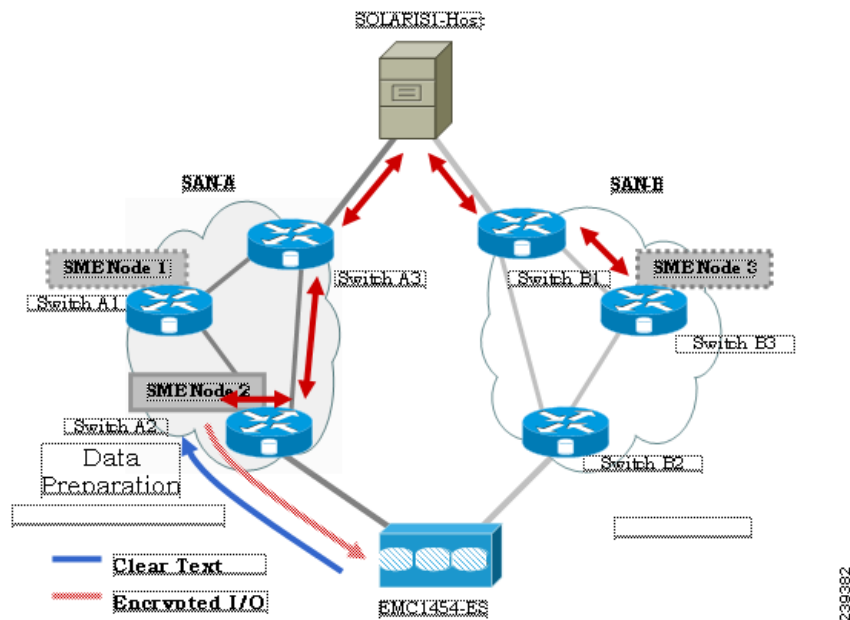 SOLARIS1-Host
SAN-A
SAN-B
SME Node 1
SME Node 3
Switch A3
Switch B1
Switch A1
Switch B3
SME Node 2
Switch A2
Switch B2
Data
Preparation
Clear Text
Encrypted I/O
EMC1454-ES
239382